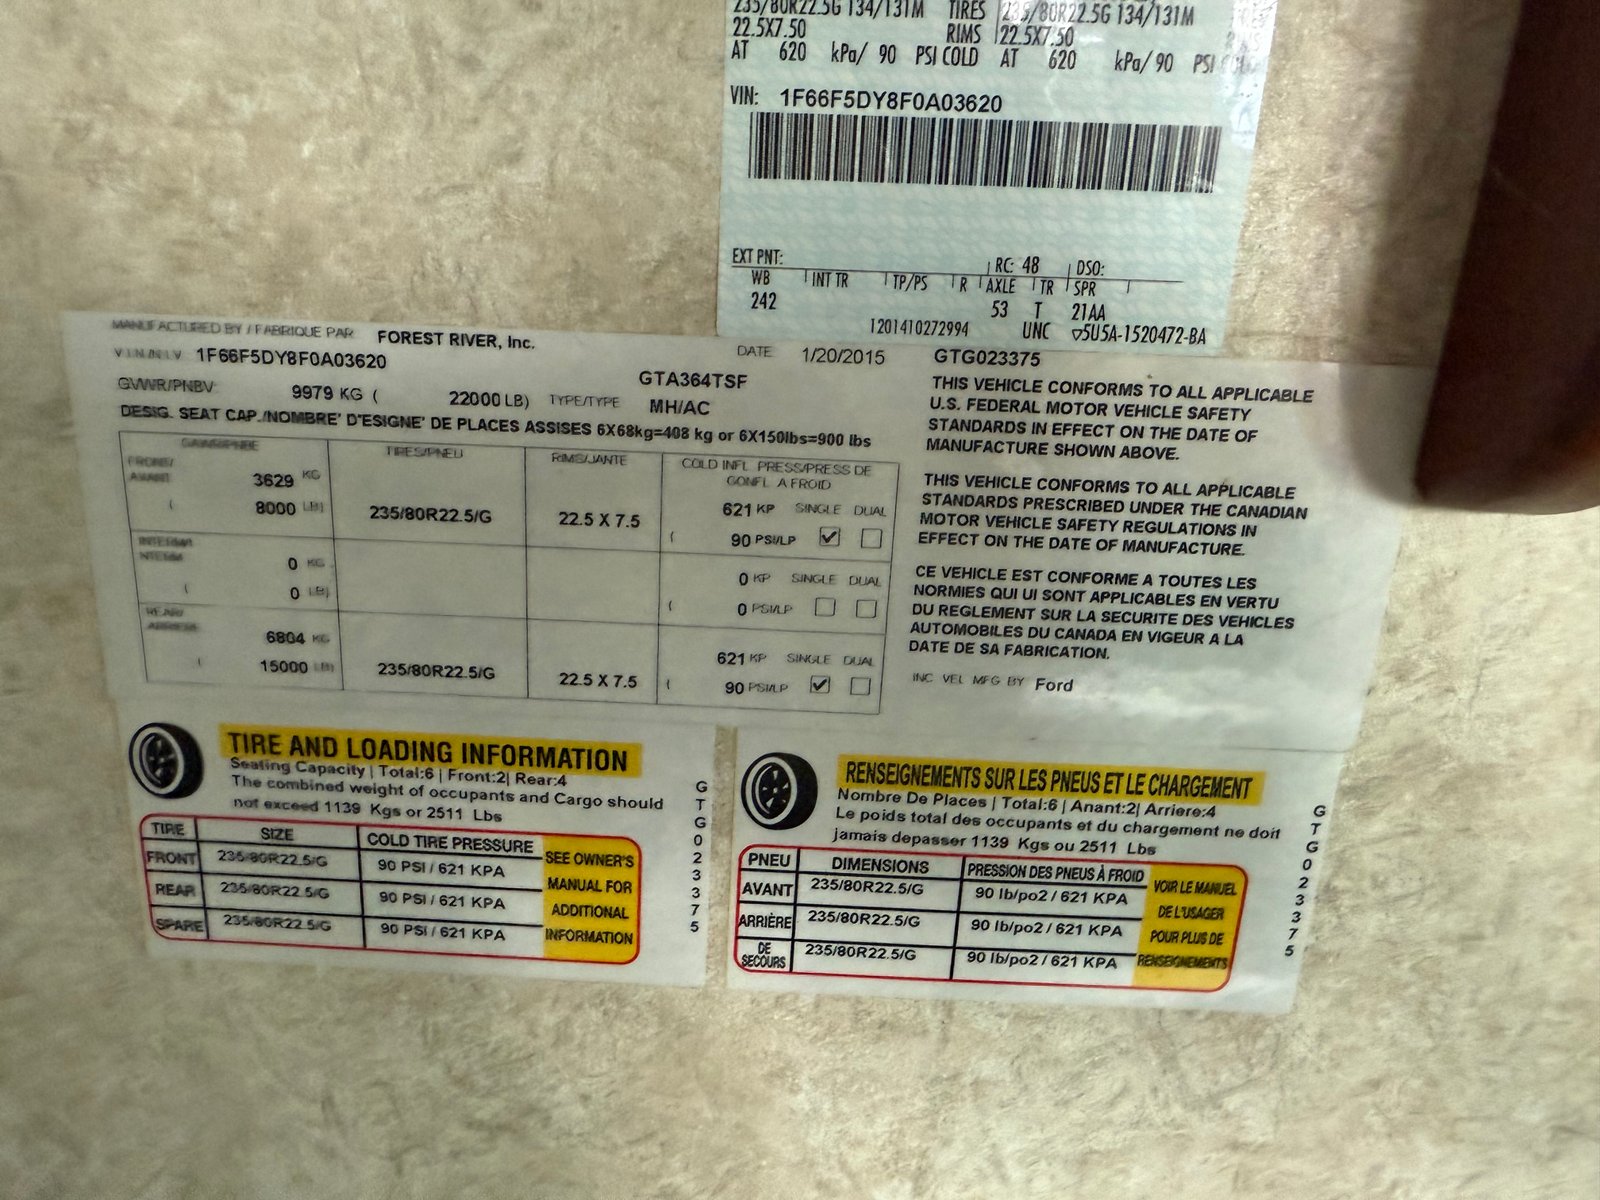 235/80R22.5G 134/131M TIRES 235/80R22.5G 134/131M
22.5X7.50 RIMS 22.5X7.50
AT 620 kPa/ 90 PSI COLD AT 620 kPa/ 90 PSI
VIN: 1F66F5DY8F0A03620
EXT PNT: RC: 48 DSO:
WB INT TR TP/PS R AXLE TR SPR
242 53 T 21AA
1201410272994 UNC ▽5U5A-1520472-BA
MANUFACTURED BY / FABRIQUE PAR FOREST RIVER, Inc.
V.I.N./N.I.V. 1F66F5DY8F0A03620 DATE 1/20/2015 GTG023375
GVWR/PNBV 9979 KG ( 22000 LB) TYPE/TYPE GTA364TSF MH/AC
DESIG. SEAT CAP./NOMBRE' D'ESIGNE' DE PLACES ASSISES 6X68kg=408 kg or 6X150lbs=900 lbs
GAWR/PNBE TIRES/PNEU RIMS/JANTE COLD INFL PRESS/PRESS DE GONFL A FROID
FRONT/ AVANT 3629 KG 621 KP SINGLE DUAL
( 8000 LB) 235/80R22.5/G 22.5 X 7.5 ( 90 PSI/LP ☑ ☐
0 KG 0 KP SINGLE DUAL
( 0 LB) ( 0 PSI/LP ☐ ☐
REAR/ ARRIERE 6804 KG 621 KP SINGLE DUAL
( 15000 LB) 235/80R22.5/G 22.5 X 7.5 ( 90 PSI/LP ☑ ☐
THIS VEHICLE CONFORMS TO ALL APPLICABLE
U.S. FEDERAL MOTOR VEHICLE SAFETY
STANDARDS IN EFFECT ON THE DATE OF
MANUFACTURE SHOWN ABOVE.
THIS VEHICLE CONFORMS TO ALL APPLICABLE
STANDARDS PRESCRIBED UNDER THE CANADIAN
MOTOR VEHICLE SAFETY REGULATIONS IN
EFFECT ON THE DATE OF MANUFACTURE.
CE VEHICLE EST CONFORME A TOUTES LES
NORMIES QUI UI SONT APPLICABLES EN VERTU
DU REGLEMENT SUR LA SECURITE DES VEHICLES
AUTOMOBILES DU CANADA EN VIGEUR A LA
DATE DE SA FABRICATION.
INC VEL MFG BY Ford
TIRE AND LOADING INFORMATION
Seating Capacity | Total:6 | Front:2| Rear:4
The combined weight of occupants and Cargo should
not exceed 1139 Kgs or 2511 Lbs
TIRE SIZE COLD TIRE PRESSURE SEE OWNER'S
FRONT 235/80R22.5/G 90 PSI / 621 KPA MANUAL FOR
REAR 235/80R22.5/G 90 PSI / 621 KPA ADDITIONAL
SPARE 235/80R22.5/G 90 PSI / 621 KPA INFORMATION
GTG023375
RENSEIGNEMENTS SUR LES PNEUS ET LE CHARGEMENT
Nombre De Places | Total:6 | Anant:2| Arriere:4
Le poids total des occupants et du chargement ne doit
jamais depasser 1139 Kgs ou 2511 Lbs
PNEU DIMENSIONS PRESSION DES PNEUS À FROID VOIR LE MANUEL
AVANT 235/80R22.5/G 90 lb/po2 / 621 KPA DE L'USAGER
ARRIÈRE 235/80R22.5/G 90 lb/po2 / 621 KPA POUR PLUS DE
DE SECOURS 235/80R22.5/G 90 lb/po2 / 621 KPA RENSEIGNEMENTS
GTG023375